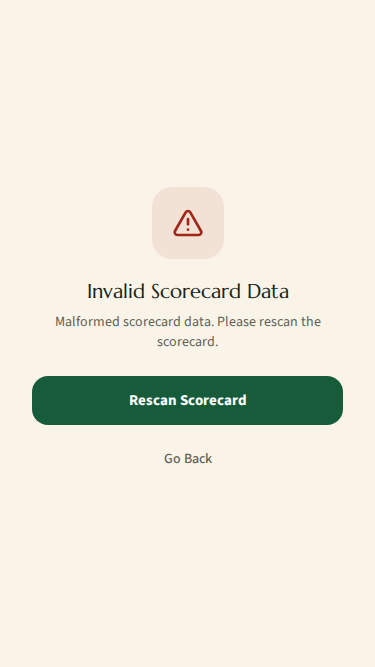 Invalid Scorecard Data
Malformed scorecard data. Please rescan the
scorecard.
Rescan Scorecard
Go Back